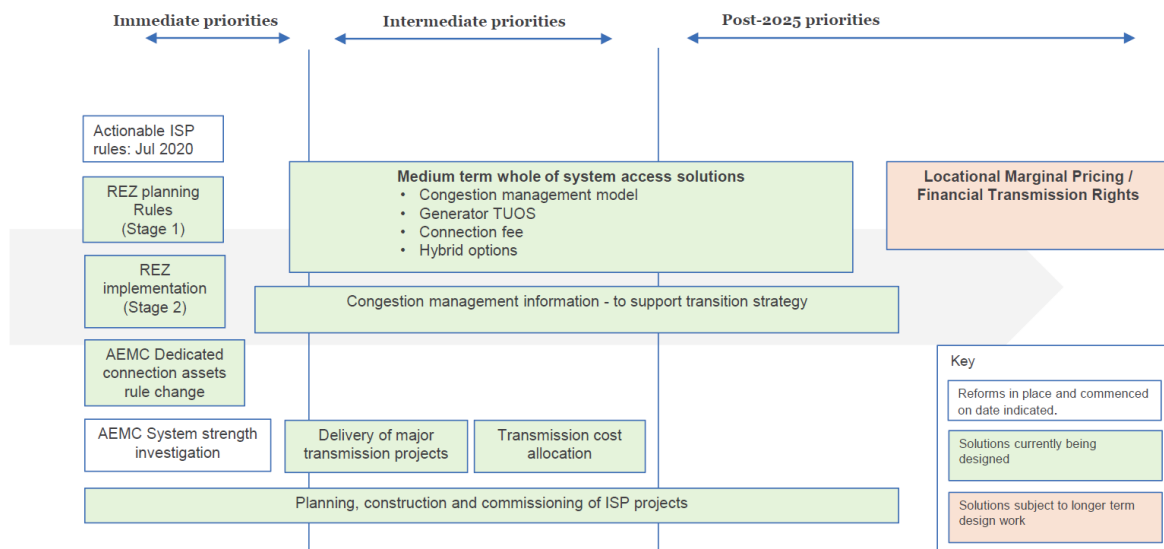 Immediate priorities
Intermediate priorities
Post-2025 priorities
Actionable ISP
rules: Jul 2020
REZ planning
Rules
(Stage 1)
REZ
implementation
(Stage 2)
AEMC Dedicated
connection assets
rule change
AEMC System strength
investigation
Medium term whole of system access solutions
• Congestion management model
• Generator TUOS
• Connection fee
• Hybrid options
Locational Marginal Pricing /
Financial Transmission Rights
Congestion management information - to support transition strategy
Delivery of major
transmission projects
Transmission cost
allocation
Planning, construction and commissioning of ISP projects
Key
Reforms in place and commenced
on date indicated.
Solutions currently being
designed
Solutions subject to longer term
design work